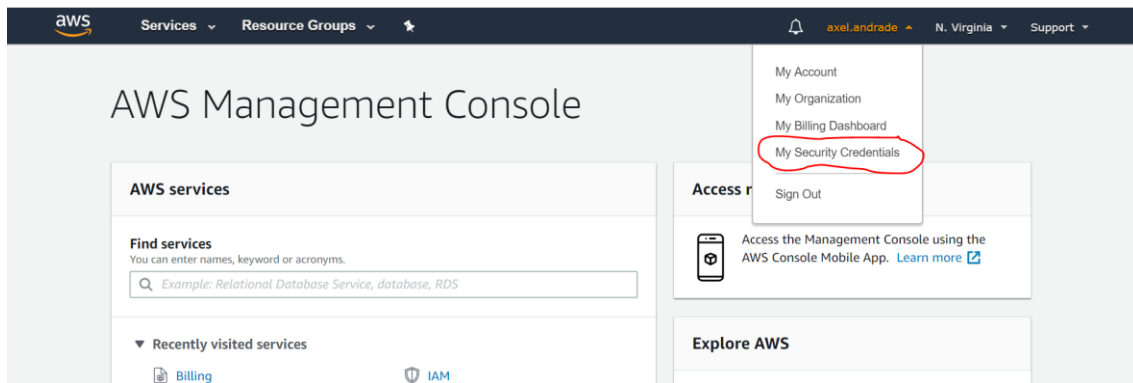 aws
Services
Resource Groups
axel.andrade
N. Virginia
Support
My Account
My Organization
My Billing Dashboard
My Security Credentials
Sign Out
AWS Management Console
AWS services
Find services
You can enter names, keyword or acronyms.
Example: Relational Database Service, database, RDS
Recently visited services
Billing
IAM
Access r
Access the Management Console using the
AWS Console Mobile App. Learn more
Explore AWS